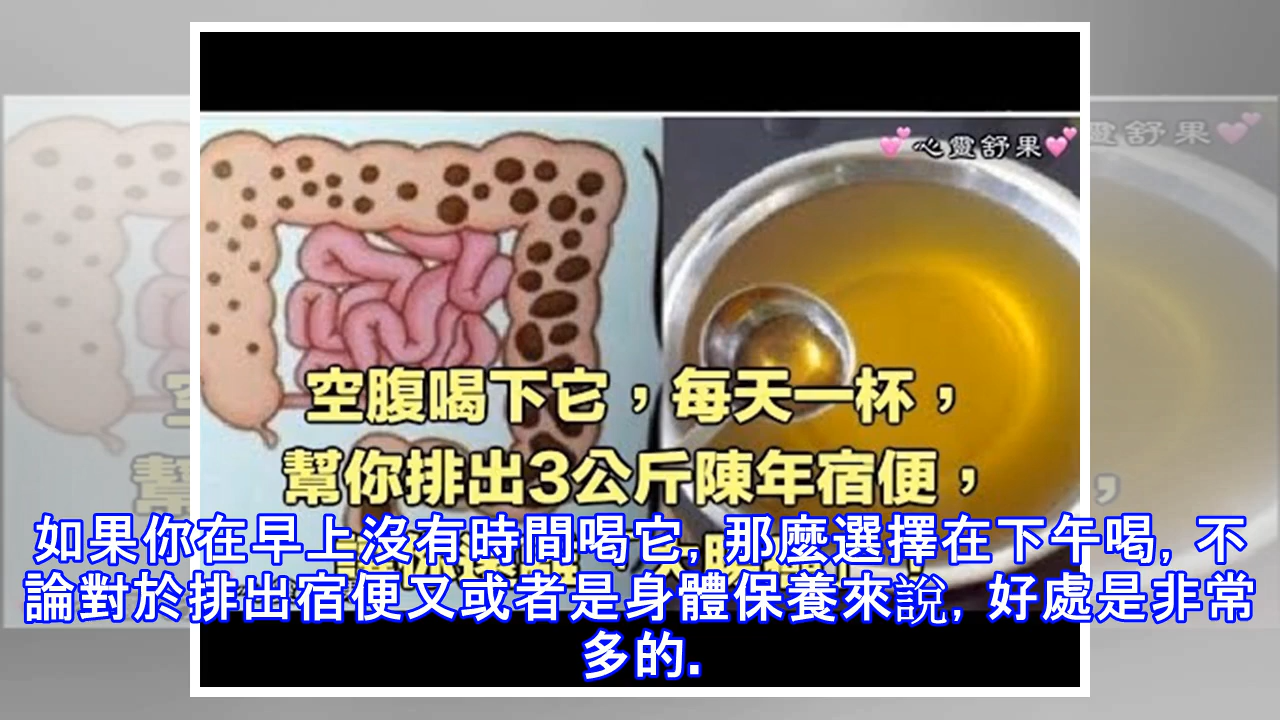 心靈舒果
靈舒果
空腹喝下它，每天一杯，
幫你排出3公斤陳年宿便，
如果你在早上沒有時間喝它, 那麼選擇在下午喝, 不
論對於排出宿便又或者是身體保養來說, 好處是非常
多的.